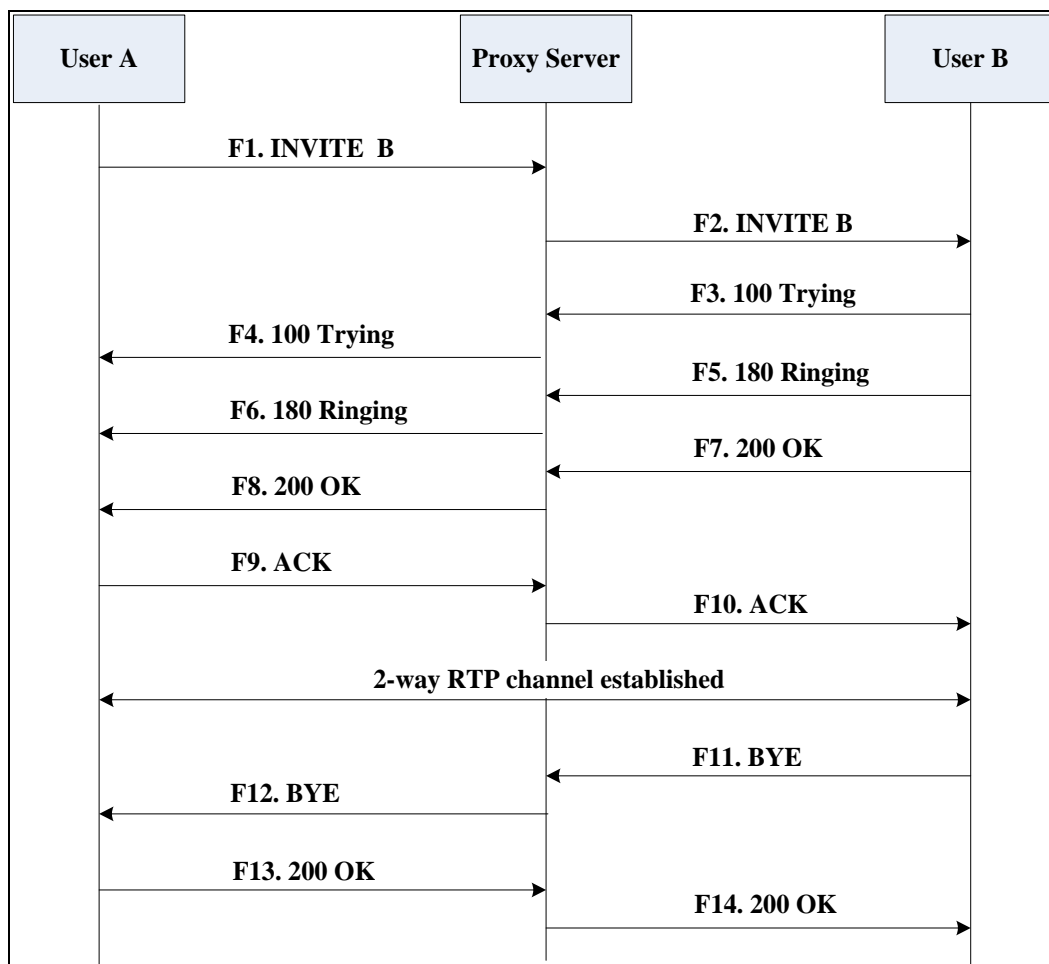 User A
Proxy Server
User B
F1. INVITE  B
F2. INVITE B
F3. 100 Trying
F4. 100 Trying
F5. 180 Ringing
F6. 180 Ringing
F7. 200 OK
F8. 200 OK
F9. ACK
F10. ACK
2-way RTP channel established
F11. BYE
F12. BYE
F13. 200 OK
F14. 200 OK